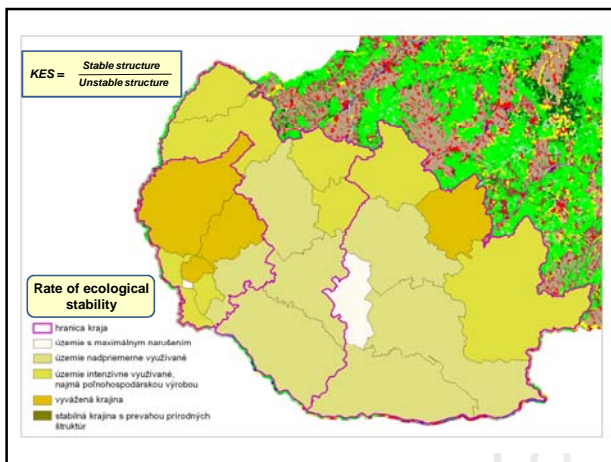 KES = Stable structure
Unstable structure
Rate of ecological
stability
hranica kraja
územie s maximálnym narušením
územie nadpriemerne využívané
územie intenzívne využívané,
najmä poľnohospodárskou výrobou
vyvážená krajina
stabilná krajina s prevahou prírodných
štruktúr